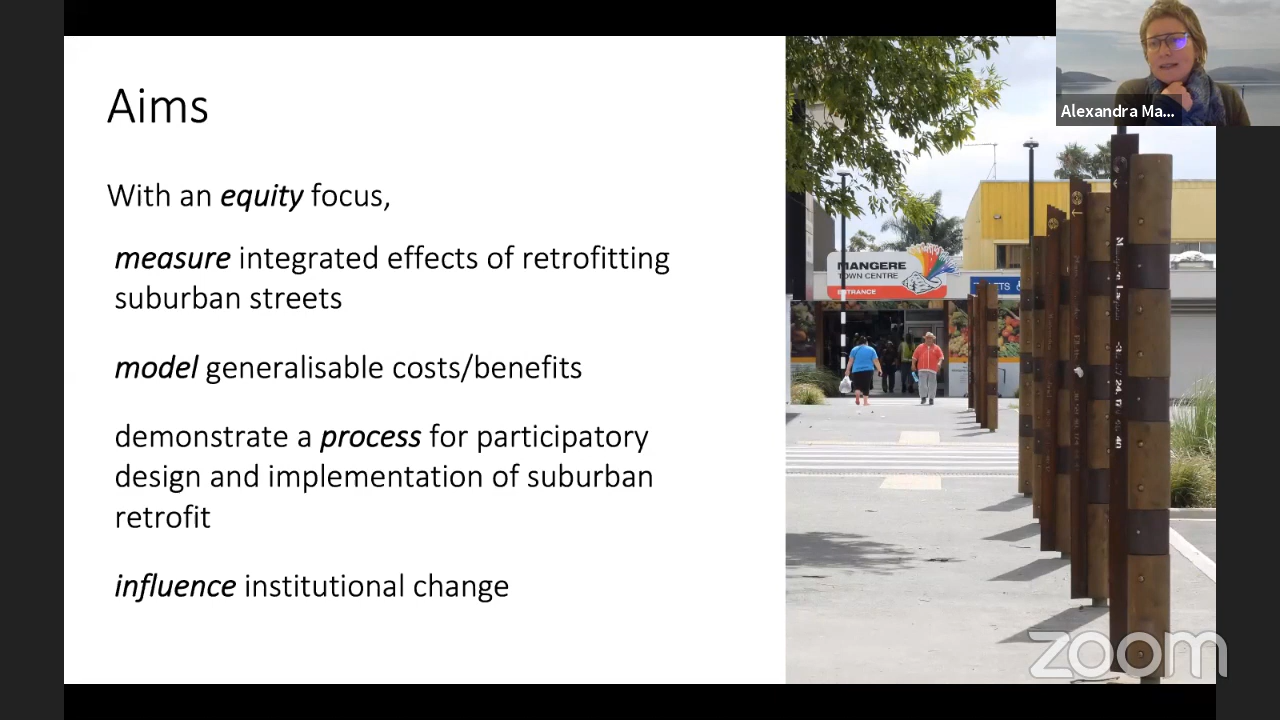 Aims
With an equity focus,
measure integrated effects of retrofitting
suburban streets
model generalisable costs/benefits
demonstrate a process for participatory
design and implementation of suburban
retrofit
influence institutional change
Alexandra Ma...
MANGERE
TOWN CENTRE
ENTRANCE
zoom